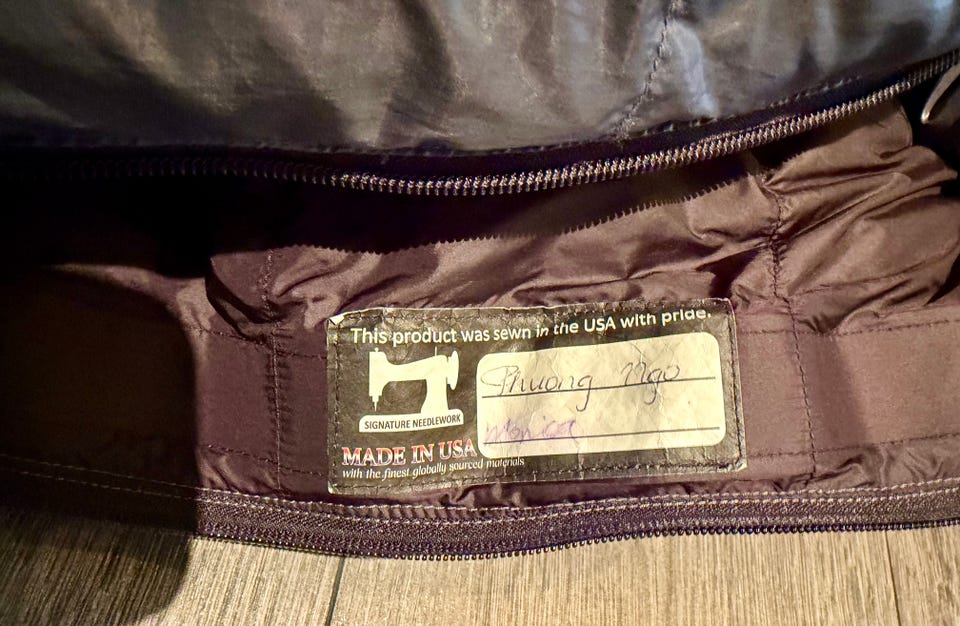 This product was sewn in the USA with pride.
Phuong Ngo
SIGNATURE NEEDLEWORK
Monica
MADE IN USA
with the finest globally sourced materials